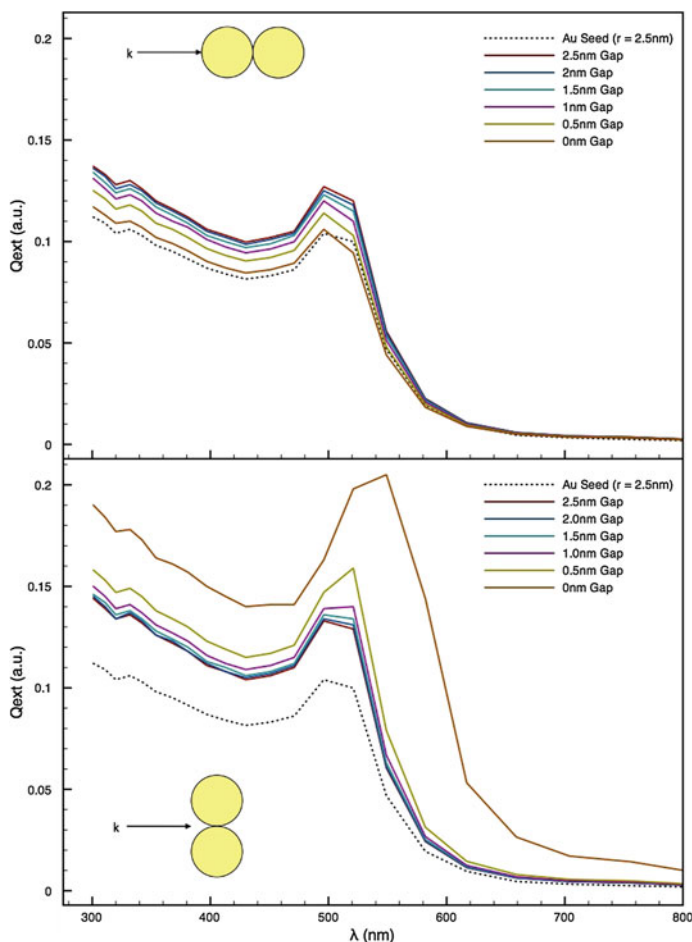 0.2
0.15
0.1
0.05
0
Qext (a.u.)
k
Au Seed (r = 2.5nm)
2.5nm Gap
2nm Gap
1.5nm Gap
1nm Gap
0.5nm Gap
0nm Gap
0.2
0.15
0.1
0.05
0
Qext (a.u.)
Au Seed (r = 2.5nm)
2.5nm Gap
2.0nm Gap
1.5nm Gap
1.0nm Gap
0.5nm Gap
0nm Gap
k
300 400 500 600 700 800
λ (nm)